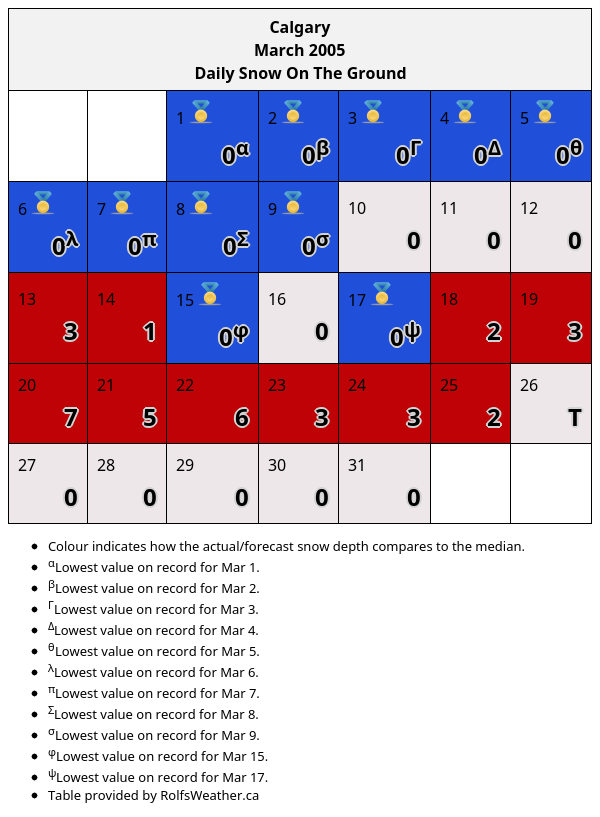 Calgary
March 2005
Daily Snow On The Ground
1 2 3 4 5
0α 0β 0Γ 0Δ 0θ
6 7 8 9 10 11 12
0λ 0π 0Σ 0σ 0 0 0
13 14 15 16 17 18 19
3 1 0φ 0 0ψ 2 3
20 21 22 23 24 25 26
7 5 6 3 3 2 T
27 28 29 30 31
0 0 0 0 0
• Colour indicates how the actual/forecast snow depth compares to the median.
• αLowest value on record for Mar 1.
• βLowest value on record for Mar 2.
• ΓLowest value on record for Mar 3.
• ΔLowest value on record for Mar 4.
• θLowest value on record for Mar 5.
• λLowest value on record for Mar 6.
• πLowest value on record for Mar 7.
• ΣLowest value on record for Mar 8.
• σLowest value on record for Mar 9.
• φLowest value on record for Mar 15.
• ψLowest value on record for Mar 17.
• Table provided by RolfsWeather.ca